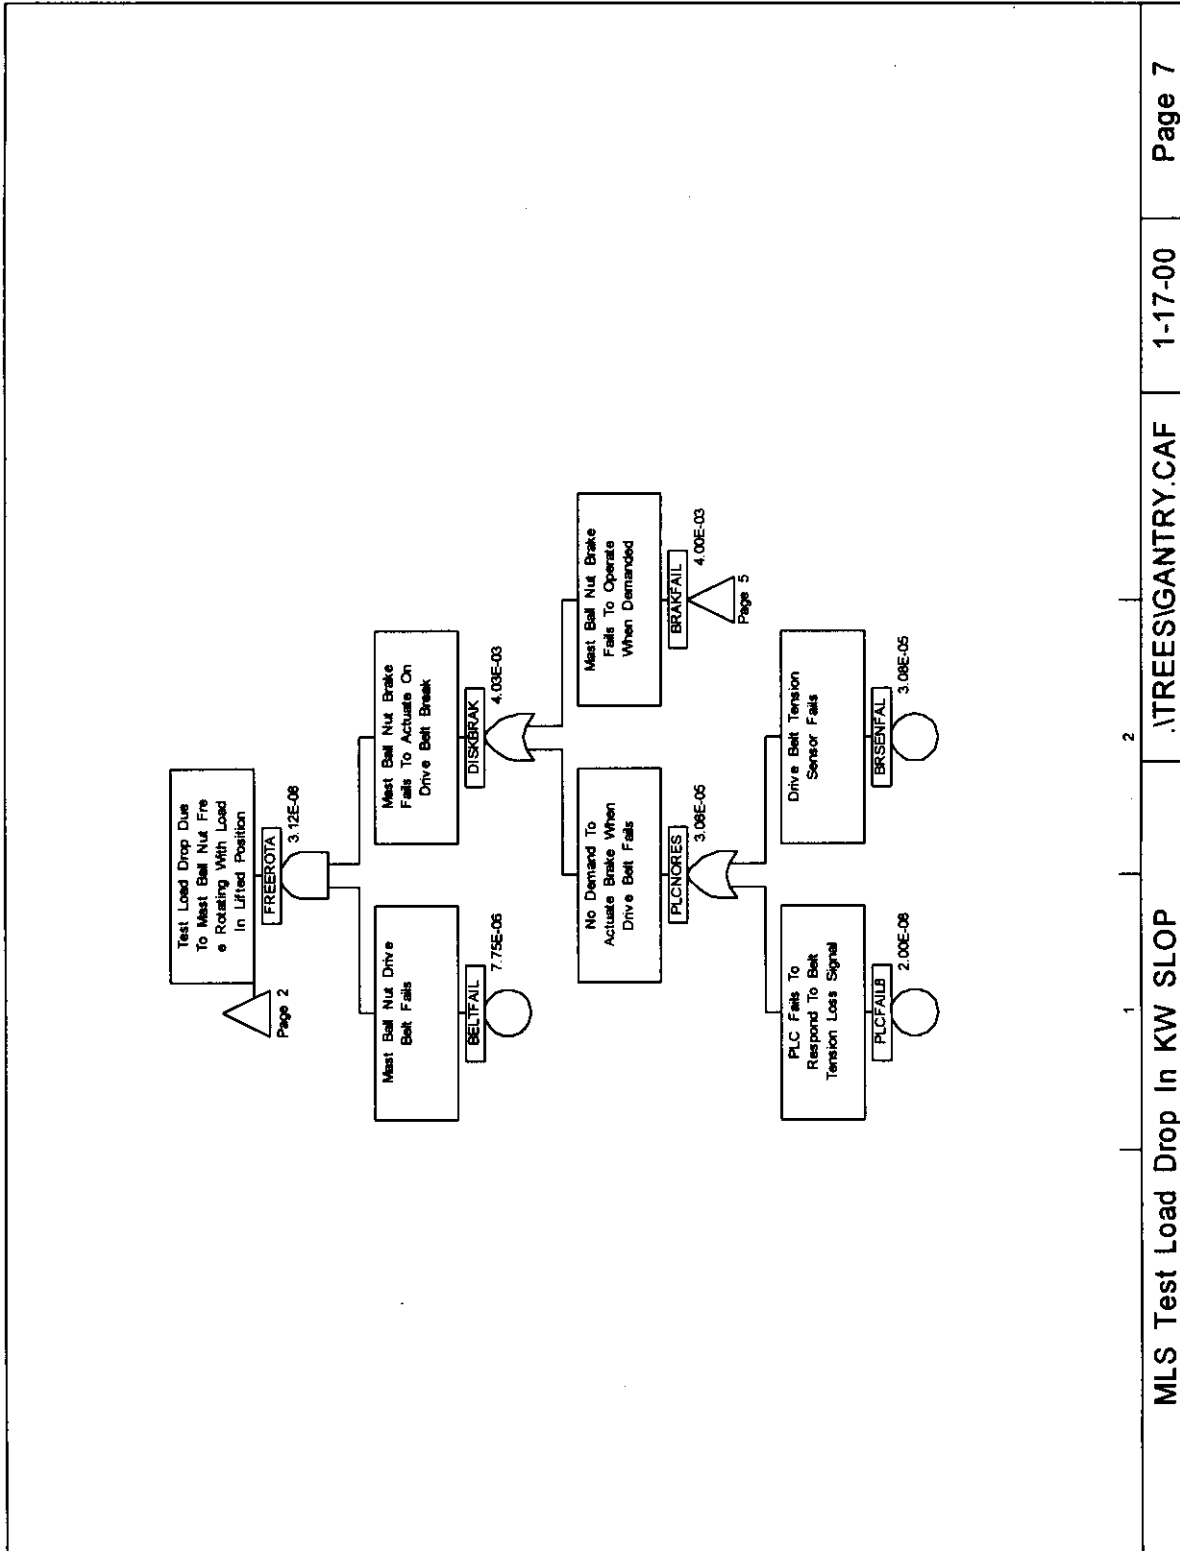 Test Load Drop Due
To Mast Ball Nut Fre
e Rotating With Load
In Lifted Position
FREEROTA
3.12E-08
Page 2
Mast Ball Nut Drive
Belt Fails
BELTFAIL
7.75E-06
Mast Ball Nut Brake
Fails To Actuate On
Drive Belt Break
DISKBRAK
4.03E-03
No Demand To
Actuate Brake When
Drive Belt Fails
PLCNORES
3.08E-05
Mast Ball Nut Brake
Fails To Operate
When Demanded
BRAKFAIL
4.00E-03
Page 5
PLC Fails To
Respond To Belt
Tension Loss Signal
PLCFAILB
2.00E-08
Drive Belt Tension
Sensor Fails
BRSENFAL
3.08E-05
1
2
MLS Test Load Drop In KW SLOP
.\TREES\GANTRY.CAF
1-17-00
Page 7